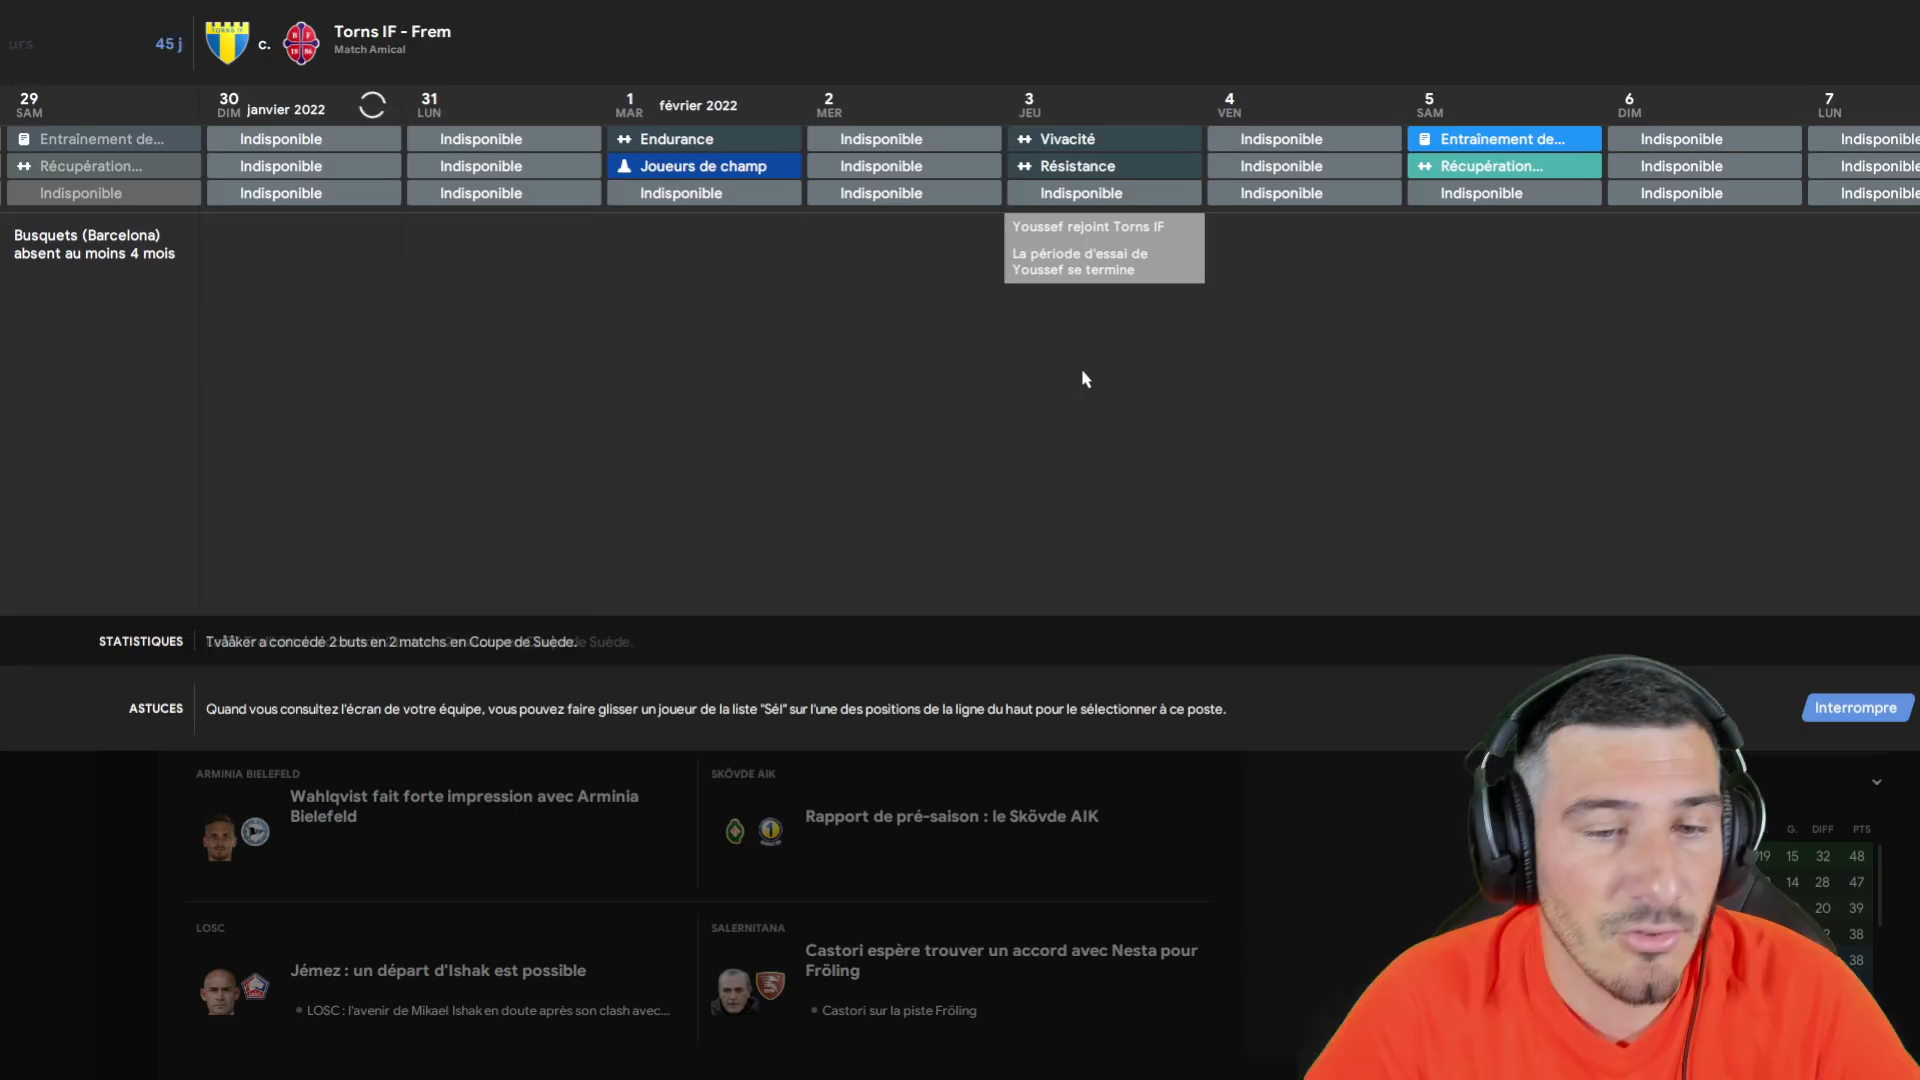 urs
45 j
c.
Torns IF - Frem
Match Amical
29 SAM
30 DIM janvier 2022
31 LUN
1 MAR février 2022
2 MER
3 JEU
4 VEN
5 SAM
6 DIM
7 LUN
Entraînement de... Indisponible Indisponible Endurance Indisponible Vivacité Indisponible Entraînement de... Indisponible Indisponible
Récupération... Indisponible Indisponible Joueurs de champ Indisponible Résistance Indisponible Récupération... Indisponible Indisponible
Indisponible Indisponible Indisponible Indisponible Indisponible Indisponible Indisponible Indisponible Indisponible Indisponible
Busquets (Barcelona)
absent au moins 4 mois
Youssef rejoint Torns IF
La période d'essai de
Youssef se termine
STATISTIQUES Tvååker a concédé 2 buts en 2 matchs en Coupe de Suède.
ASTUCES Quand vous consultez l'écran de votre équipe, vous pouvez faire glisser un joueur de la liste "Sél" sur l'une des positions de la ligne du haut pour le sélectionner à ce poste.
Interrompre
ARMINIA BIELEFELD
Wahlqvist fait forte impression avec Arminia
Bielefeld
SKÖVDE AIK
Rapport de pré-saison : le Skövde AIK
LOSC
Jémez : un départ d'Ishak est possible
LOSC : l'avenir de Mikael Ishak en doute après son clash avec...
SALERNITANA
Castori espère trouver un accord avec Nesta pour
Fröling
Castori sur la piste Fröling
G. DIFF PTS
19 15 32 48
14 28 47
20 39
2 38
38